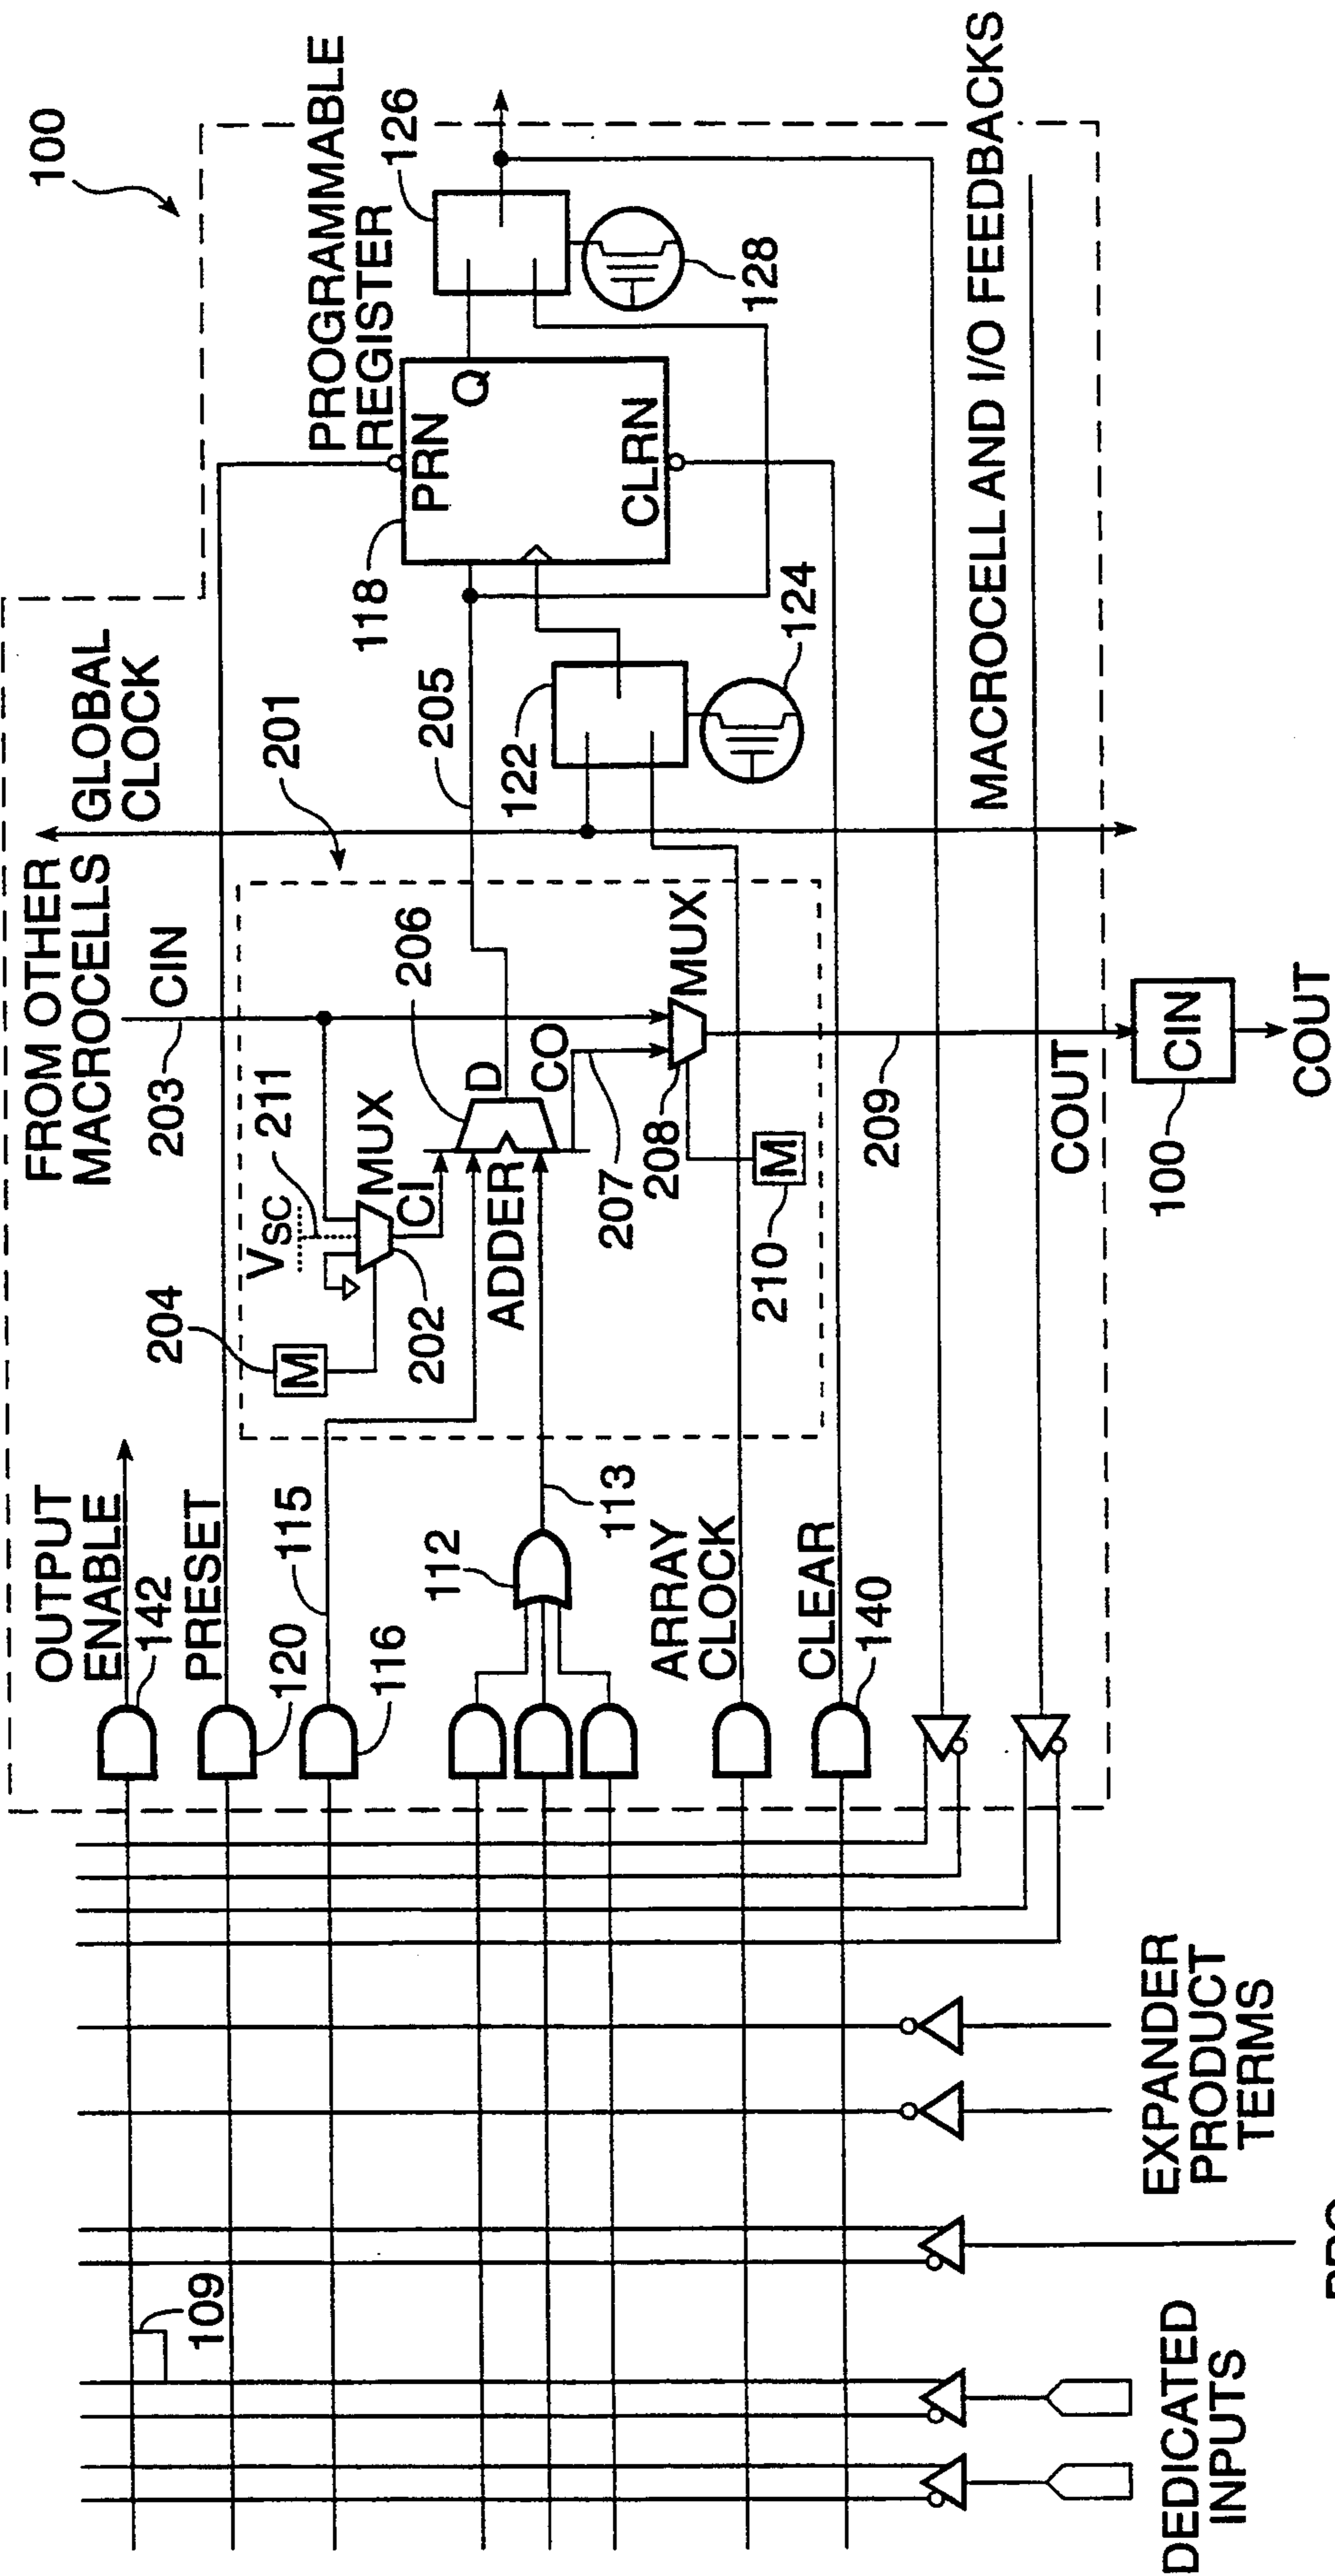 100
FROM OTHER
MACROCELLS
GLOBAL
CLOCK
PROGRAMMABLE
REGISTER
OUTPUT
ENABLE
142
PRESET
120
115
116
112
113
ARRAY
CLOCK
CLEAR
140
204
M
VSC
211
203
CIN
MUX
CI
202
ADDER
206
D
CO
207
208
MUX
M
210
201
205
209
118
PRN
Q
CLRN
122
124
126
128
MACROCELL AND I/O FEEDBACKS
COUT
100
CIN
COUT
109
DEDICATED
INPUTS
EXPANDER
PRODUCT
TERMS